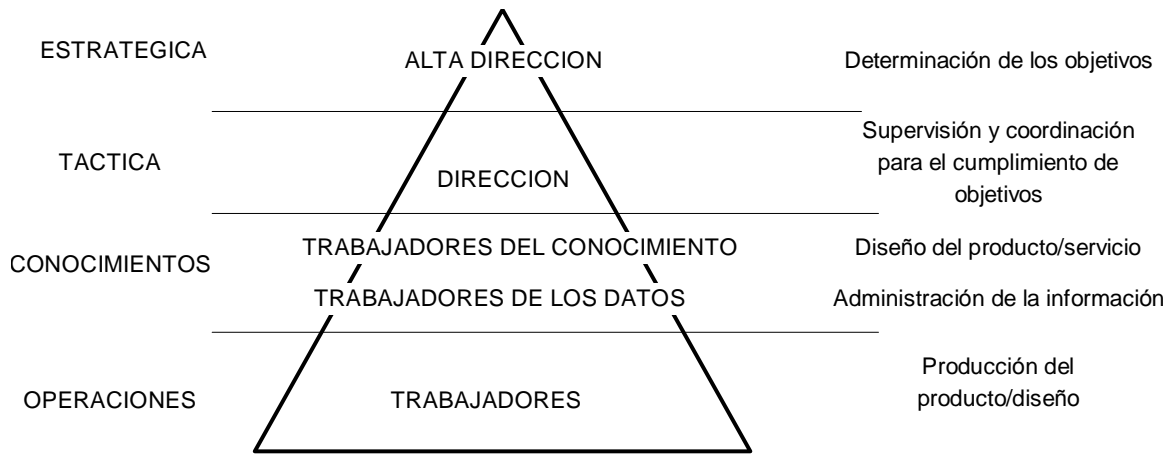 ESTRATEGICA
ALTA DIRECCION
Determinación de los objetivos
TACTICA
DIRECCION
Supervisión y coordinación
para el cumplimiento de
objetivos
CONOCIMIENTOS
TRABAJADORES DEL CONOCIMIENTO
Diseño del producto/servicio
TRABAJADORES DE LOS DATOS
Administración de la información
OPERACIONES
TRABAJADORES
Producción del
producto/diseño